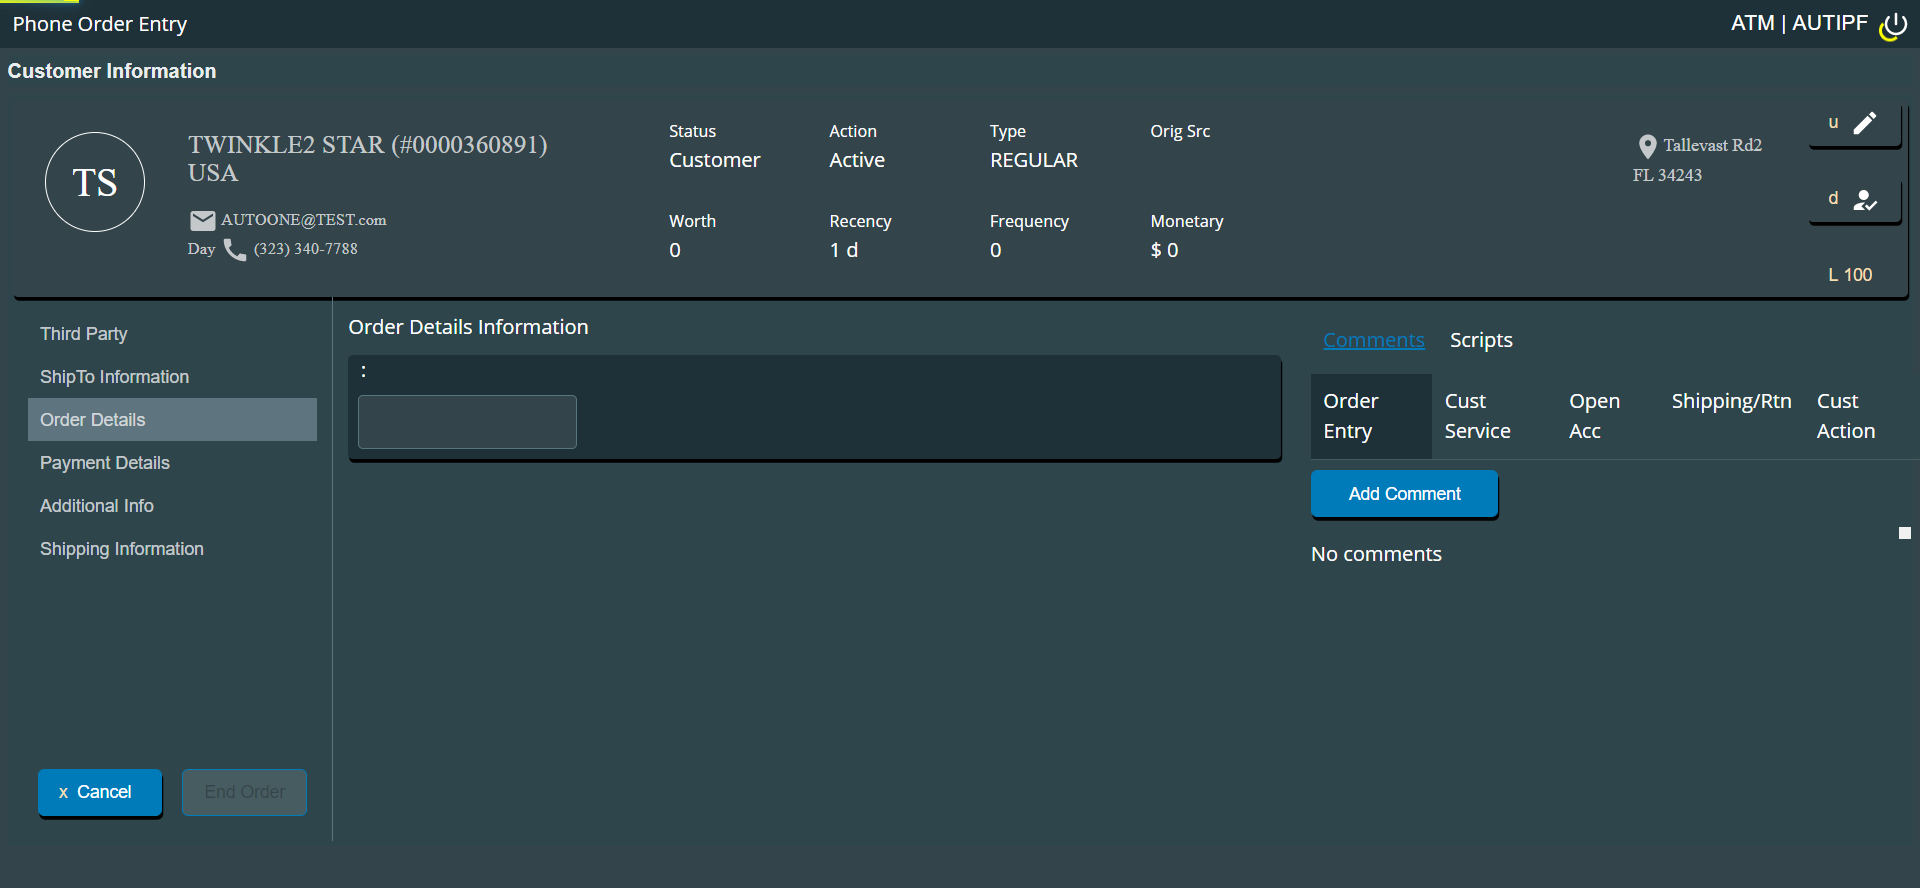 Phone Order Entry
ATM | AUTIPF
Customer Information
TS
TWINKLE2 STAR (#0000360891)
USA
AUTOONE@TEST.com
Day (323) 340-7788
Status
Customer
Action
Active
Type
REGULAR
Orig Src
Worth
0
Recency
1 d
Frequency
0
Monetary
$ 0
Tallevast Rd2
FL 34243
u
d
L 100
Third Party
ShipTo Information
Order Details
Payment Details
Additional Info
Shipping Information
x Cancel
End Order
Order Details Information
:
Comments
Scripts
Order
Entry
Cust
Service
Open
Acc
Shipping/Rtn
Cust
Action
Add Comment
No comments